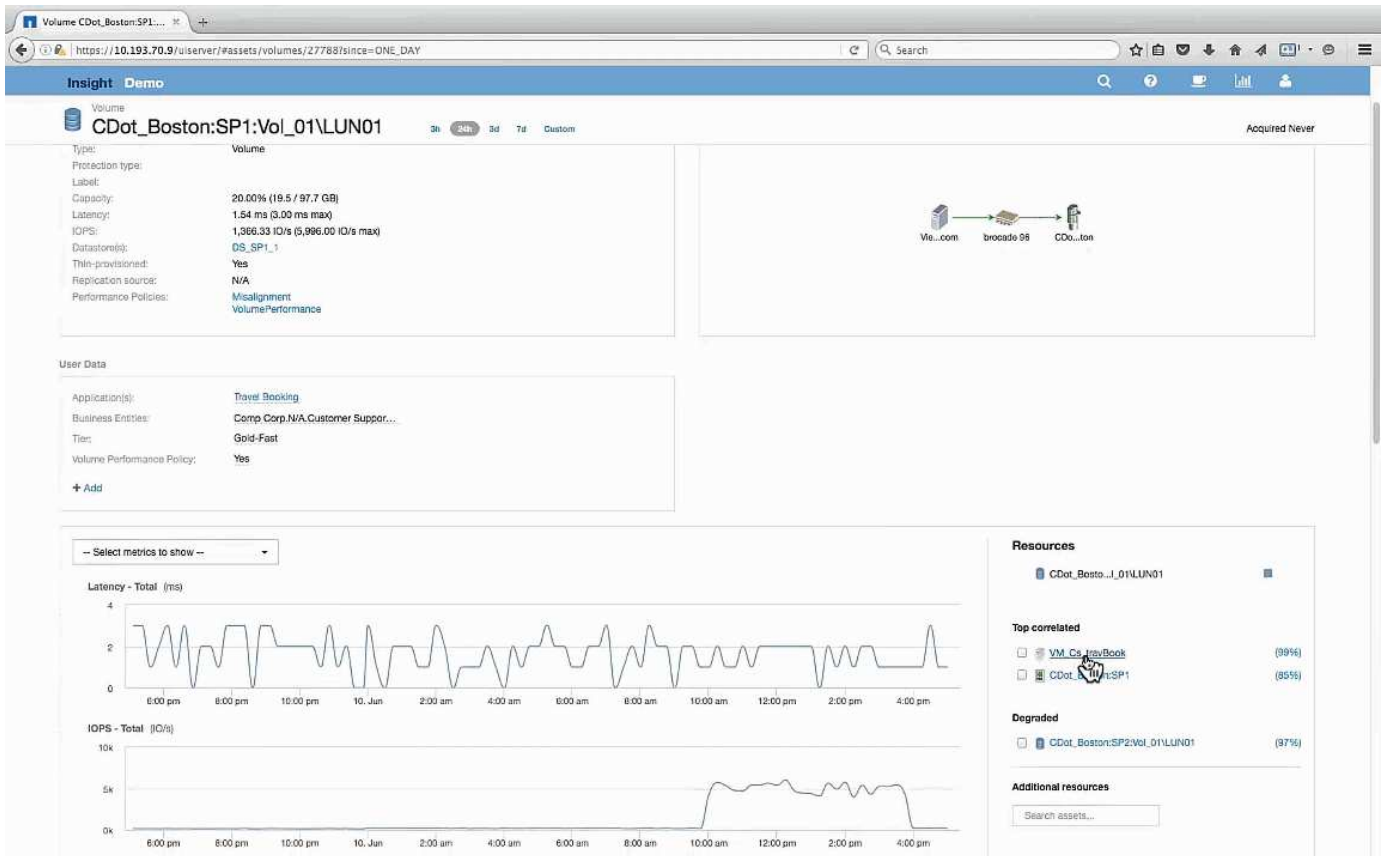 Volume CDot_Boston:SP1:...
https://10.193.70.9/uiserver/#assets/volumes/27788?since=ONE_DAY
Search
Insight Demo
Volume
CDot_Boston:SP1:Vol_01\LUN01
3h 24h 3d 7d Custom
Acquired Never
Type: Volume
Protection type:
Label:
Capacity: 20.00% (19.5 / 97.7 GB)
Latency: 1.54 ms (3.00 ms max)
IOPS: 1,366.33 IO/s (5,996.00 IO/s max)
Datastore(s): DS_SP1_1
Thin-provisioned: Yes
Replication source: N/A
Performance Policies: Misalignment
VolumePerformance
Vie...com brocade 96 CDo...ton
User Data
Application(s): Travel Booking
Business Entities: Comp Corp.N/A.Customer Suppor...
Tier: Gold-Fast
Volume Performance Policy: Yes
+ Add
-- Select metrics to show --
Latency - Total (ms)
4
2
0
6:00 pm 8:00 pm 10:00 pm 10. Jun 2:00 am 4:00 am 6:00 am 8:00 am 10:00 am 12:00 pm 2:00 pm 4:00 pm
IOPS - Total (IO/s)
10k
5k
0k
6:00 pm 8:00 pm 10:00 pm 10. Jun 2:00 am 4:00 am 6:00 am 8:00 am 10:00 am 12:00 pm 2:00 pm 4:00 pm
Resources
CDot_Bosto...l_01\LUN01
Top correlated
VM_Cs_travBook (99%)
CDot_B n:SP1 (85%)
Degraded
CDot_Boston:SP2:Vol_01\LUN01 (97%)
Additional resources
Search assets...